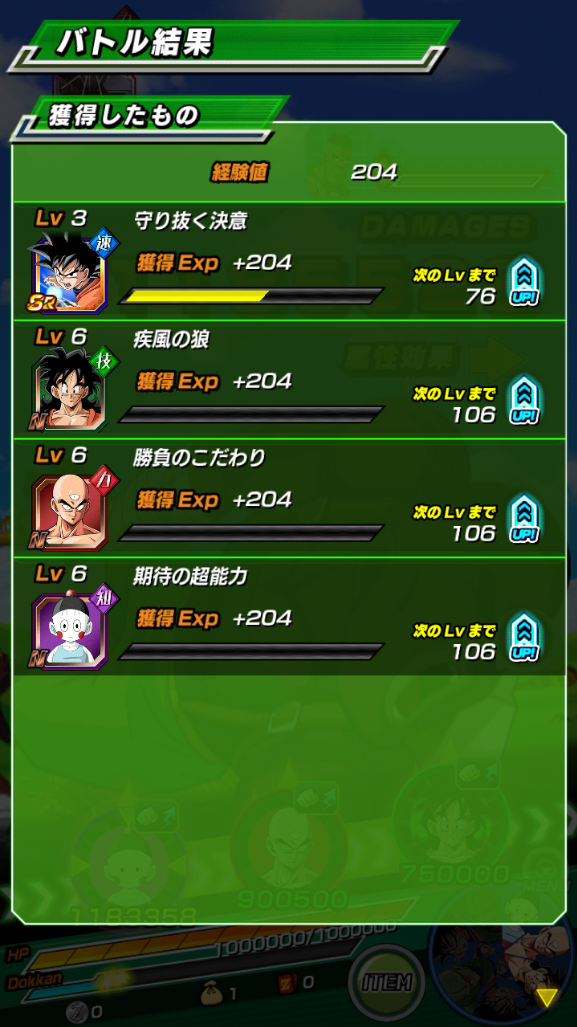 バトル結果
獲得したもの
経験値 204
DAMAGES
属性効果
Lv 3 守り抜く決意
速
獲得 Exp +204
次の Lv まで
76
UP!
SR
Lv 6 疾風の狼
技
獲得 Exp +204
次の Lv まで
106
UP!
N
Lv 6 勝負のこだわり
力
獲得 Exp +204
次の Lv まで
106
UP!
N
Lv 6 期待の超能力
知
獲得 Exp +204
次の Lv まで
106
UP!
N
1183358
900500
750000
MENU
HP
1000000/1000000
Dokkan
Z 0
1
Z 0
ITEM